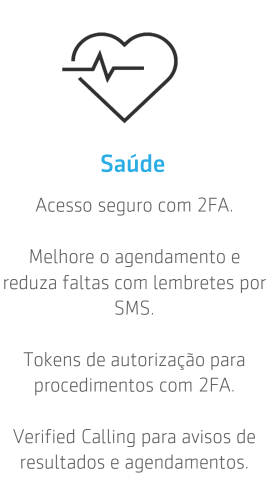 Saúde
Acesso seguro com 2FA.
Melhore o agendamento e
reduza faltas com lembretes por
SMS.
Tokens de autorização para
procedimentos com 2FA.
Verified Calling para avisos de
resultados e agendamentos.